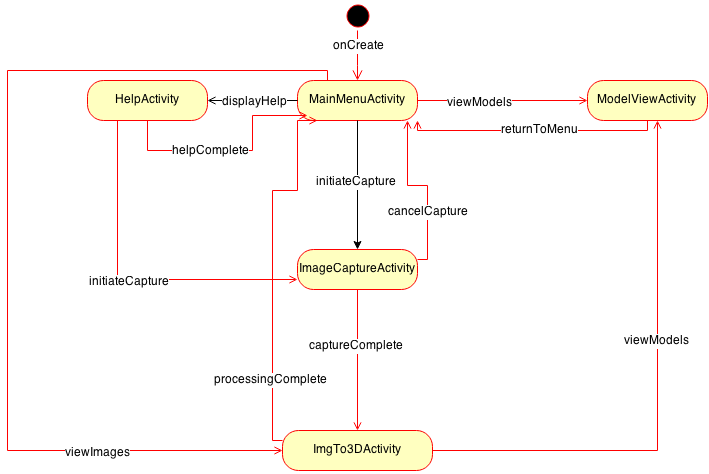 onCreate
HelpActivity
displayHelp
MainMenuActivity
viewModels
ModelViewActivity
returnToMenu
helpComplete
initiateCapture
cancelCapture
ImageCaptureActivity
initiateCapture
captureComplete
viewModels
processingComplete
viewImages
ImgTo3DActivity